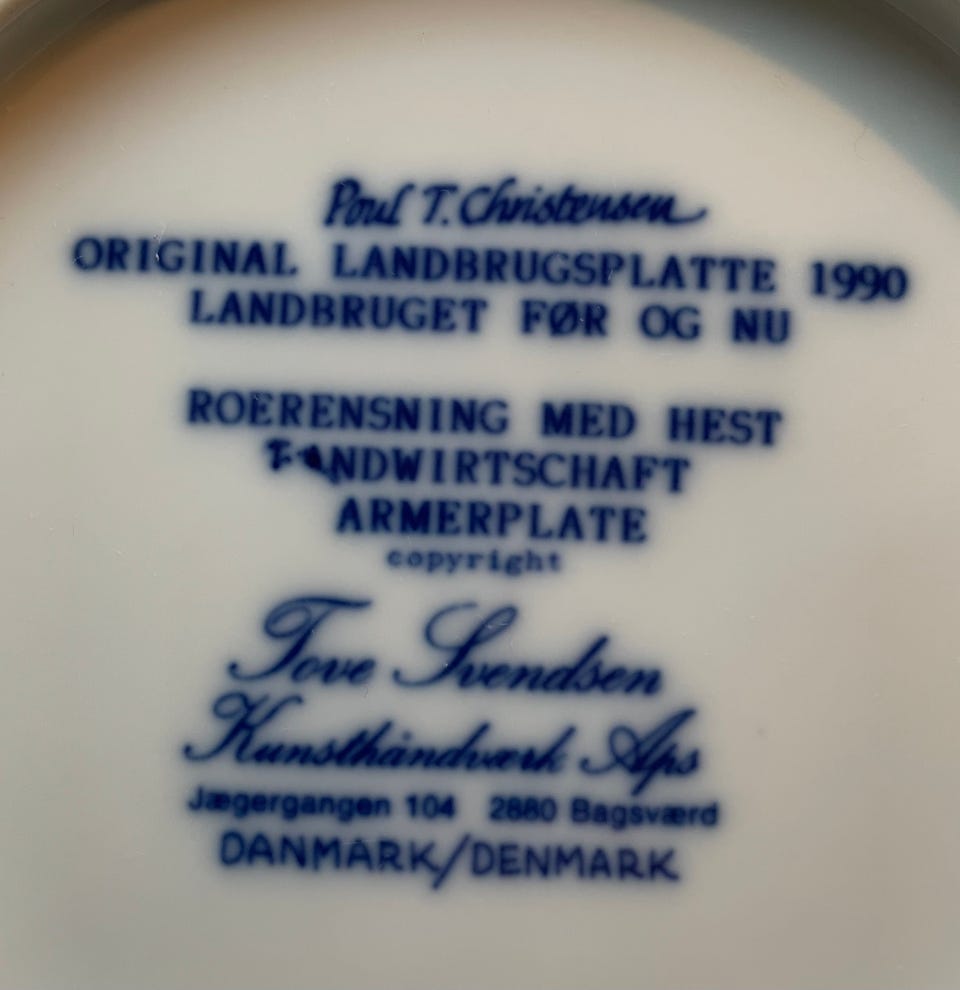 Poul T. Christensen
ORIGINAL LANDBRUGSPLATTE 1990
LANDBRUGET FØR OG NU
ROERENSNING MED HEST
ANDWIRTSCHAFT
ARMERPLATE
copyright
Tove Svendsen
Kunsthåndværk Aps
Jægergangen 104 2880 Bagsværd
DANMARK/DENMARK